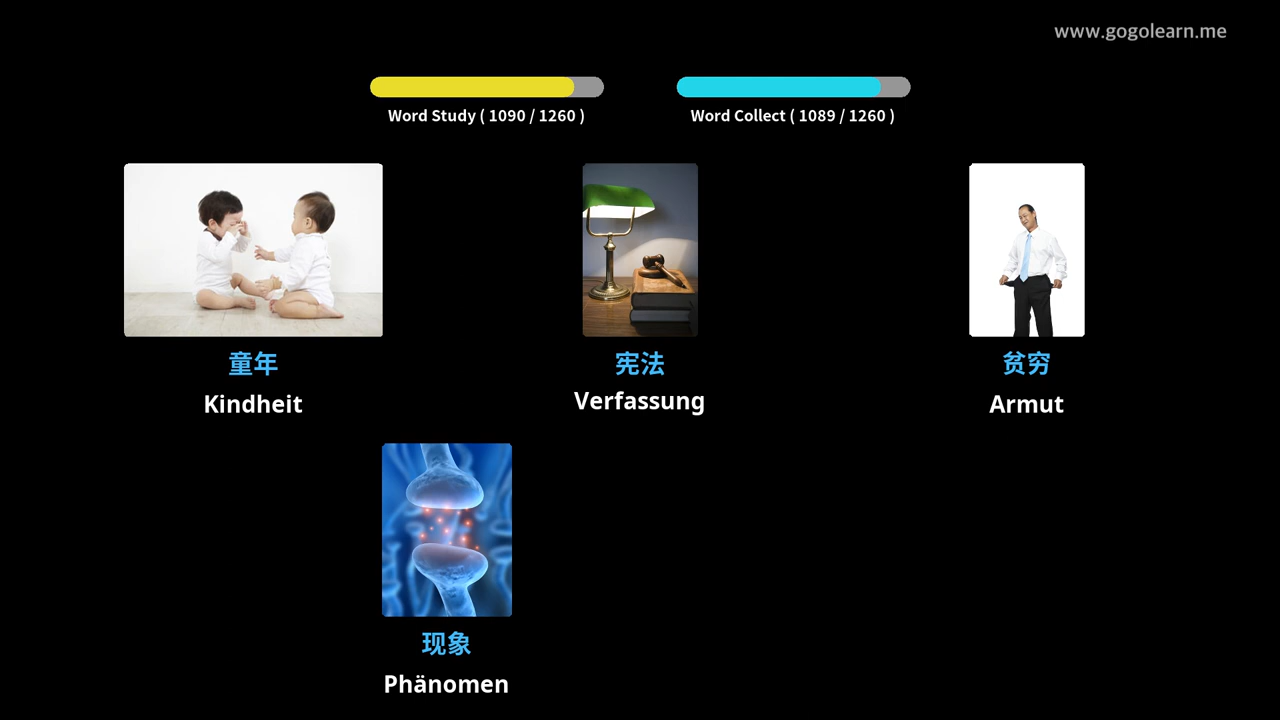 www.gogolearn.me
Word Study ( 1090 / 1260 )
Word Collect ( 1089 / 1260 )
童年
Kindheit
宪法
Verfassung
贫穷
Armut
现象
Phänomen